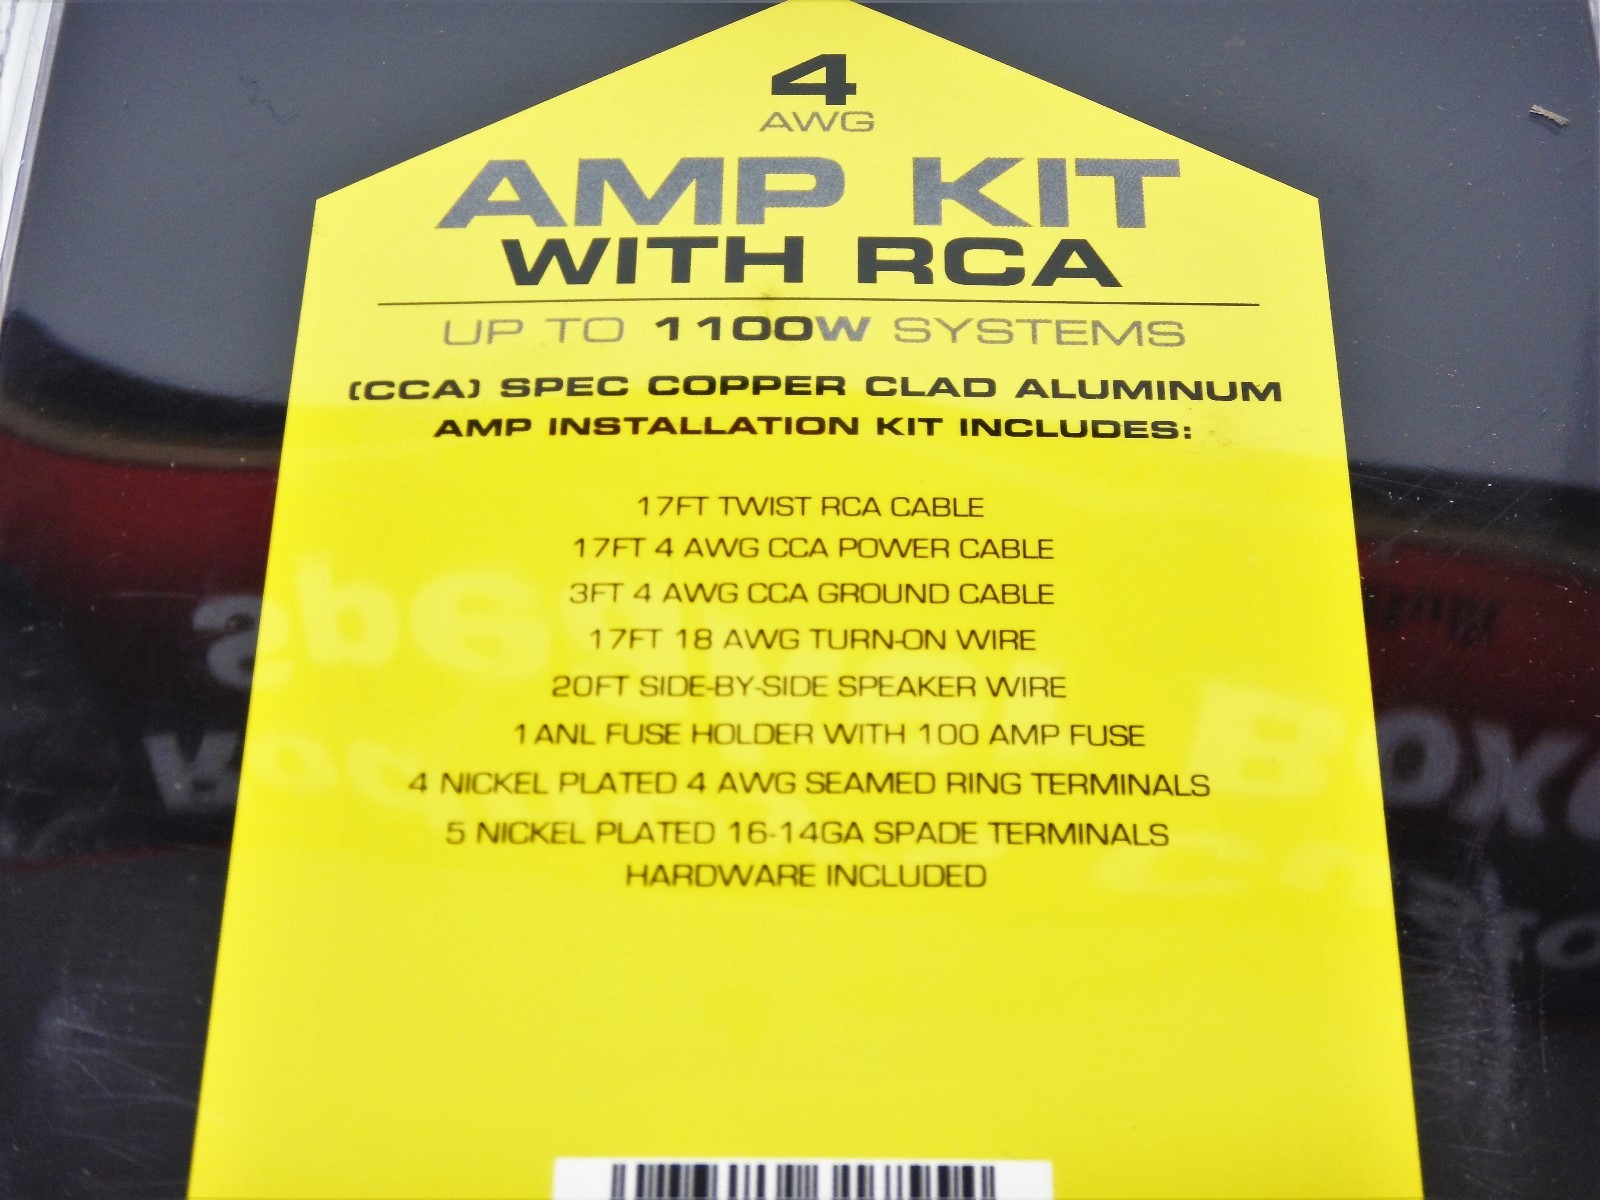 4
AWG
AMP KIT
WITH RCA
UP TO 1100W SYSTEMS
(CCA) SPEC COPPER CLAD ALUMINUM
AMP INSTALLATION KIT INCLUDES:
17FT TWIST RCA CABLE
17FT 4 AWG CCA POWER CABLE
3FT 4 AWG CCA GROUND CABLE
17FT 18 AWG TURN-ON WIRE
20FT SIDE-BY-SIDE SPEAKER WIRE
1 ANL FUSE HOLDER WITH 100 AMP FUSE
4 NICKEL PLATED 4 AWG SEAMED RING TERMINALS
5 NICKEL PLATED 16-14GA SPADE TERMINALS
HARDWARE INCLUDED